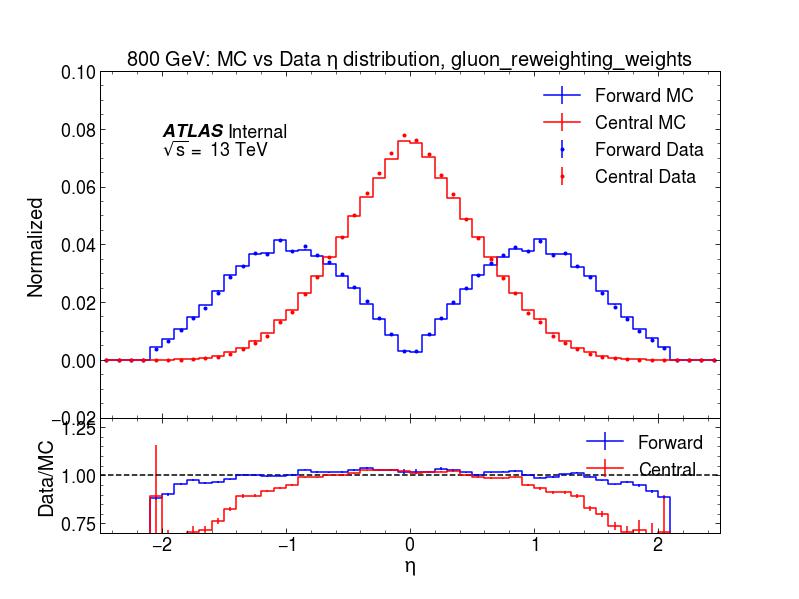 800 GeV: MC vs Data η distribution, gluon_reweighting_weights
0.10
0.08
0.06
0.04
0.02
0.00
−0.02
Normalized
ATLAS Internal
√s = 13 TeV
Forward MC
Central MC
Forward Data
Central Data
1.25
1.00
0.75
Data/MC
Forward
Central
−2 −1 0 1 2
η